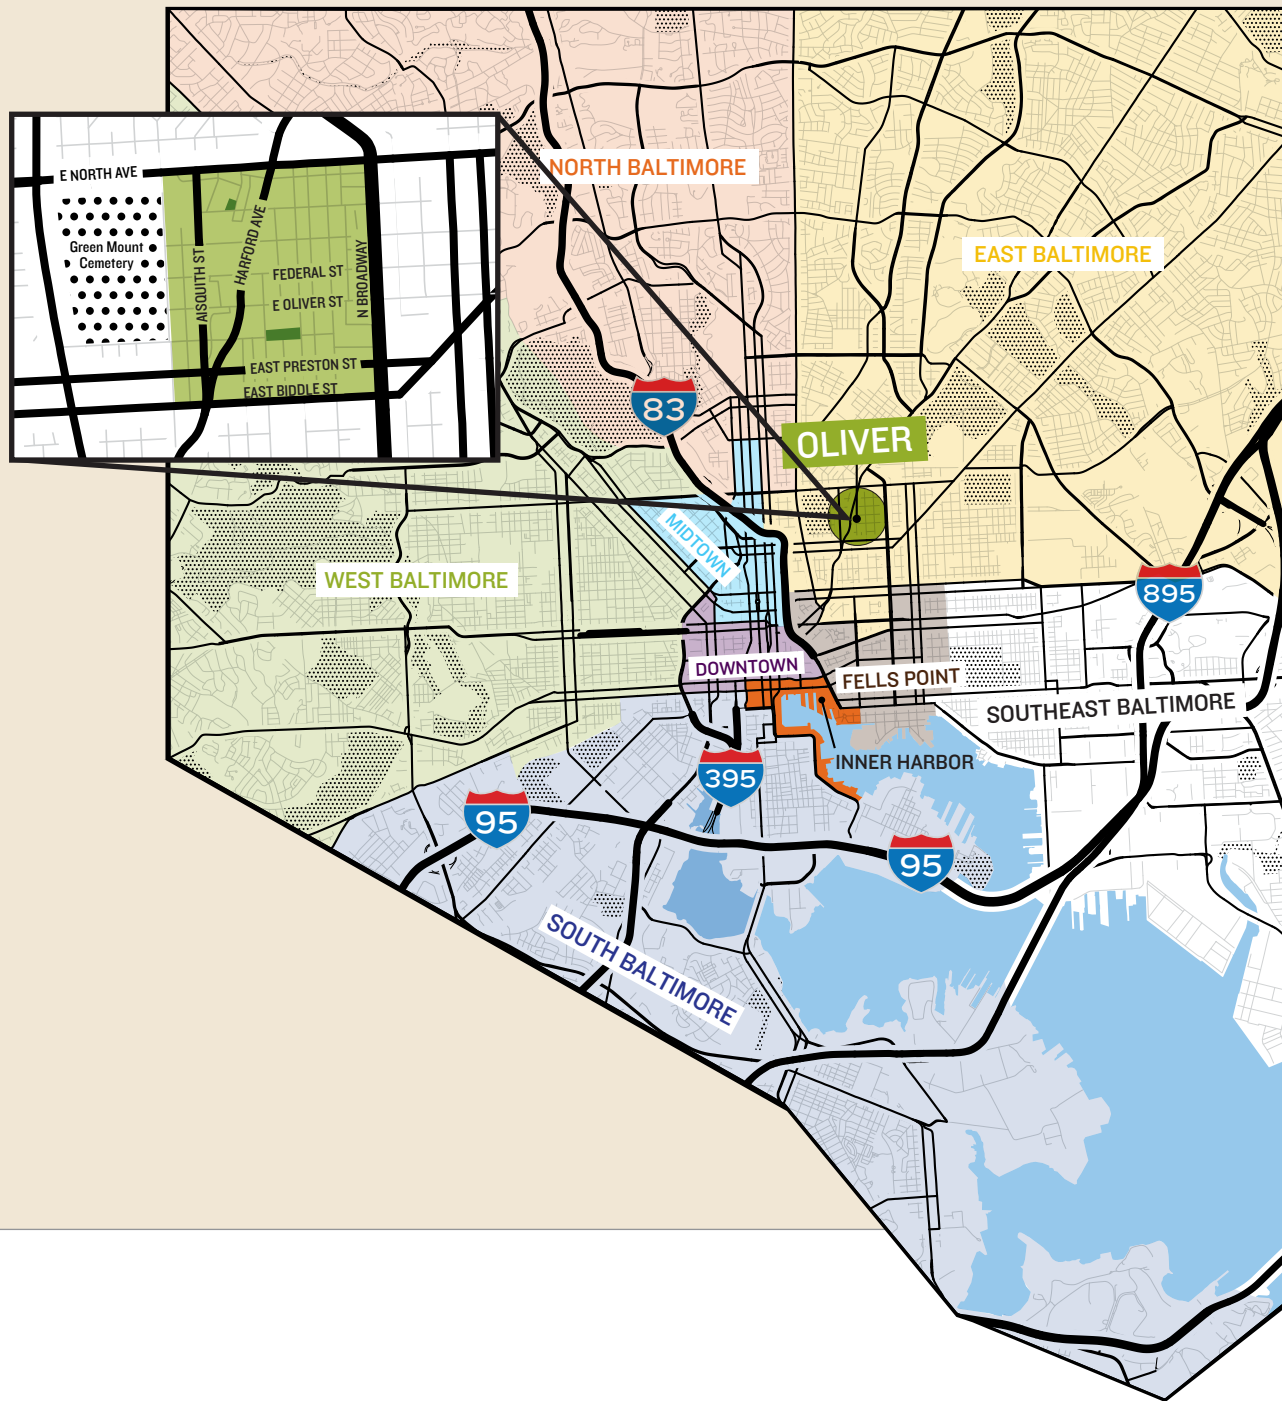 NORTH BALTIMORE
E NORTH AVE
Green Mount
Cemetery
AISQUITH ST
HARFORD AVE
N BROADWAY
FEDERAL ST
E OLIVER ST
EAST PRESTON ST
EAST BIDDLE ST
EAST BALTIMORE
83
OLIVER
MIDTOWN
WEST BALTIMORE
895
DOWNTOWN
FELLS POINT
SOUTHEAST BALTIMORE
INNER HARBOR
395
95
95
SOUTH BALTIMORE